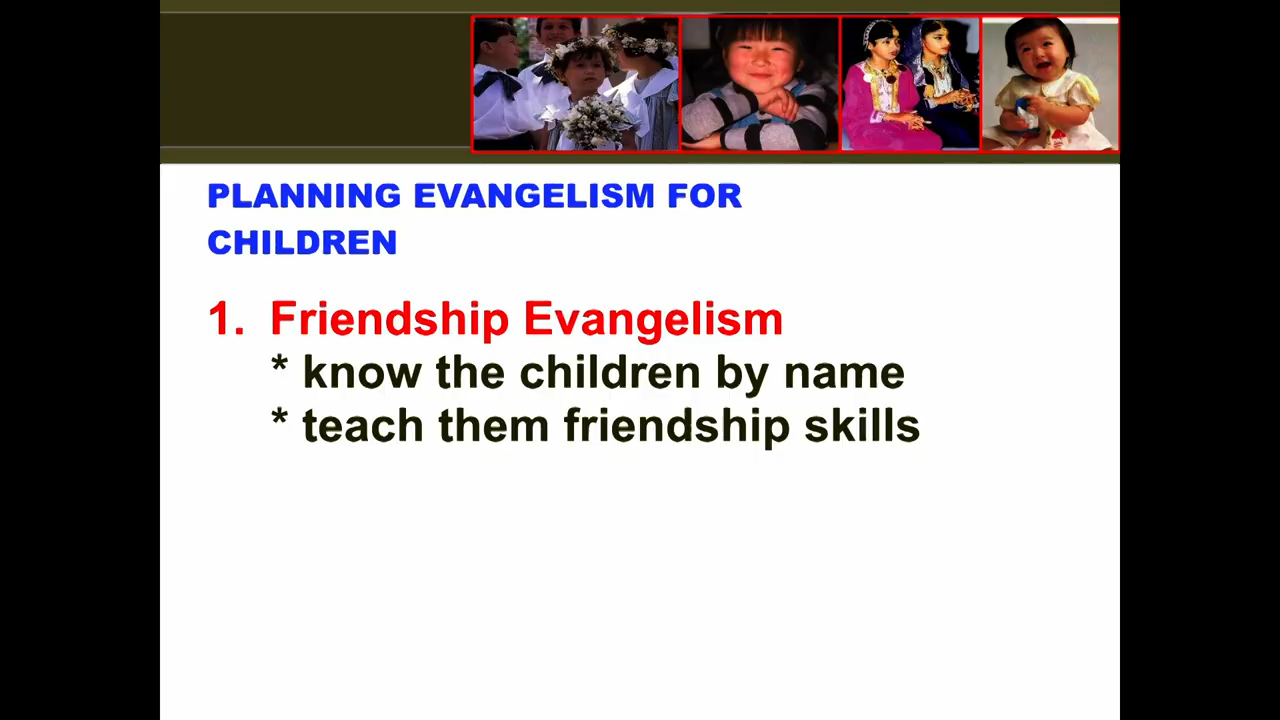 PLANNING EVANGELISM FOR
CHILDREN
1. Friendship Evangelism
* know the children by name
* teach them friendship skills